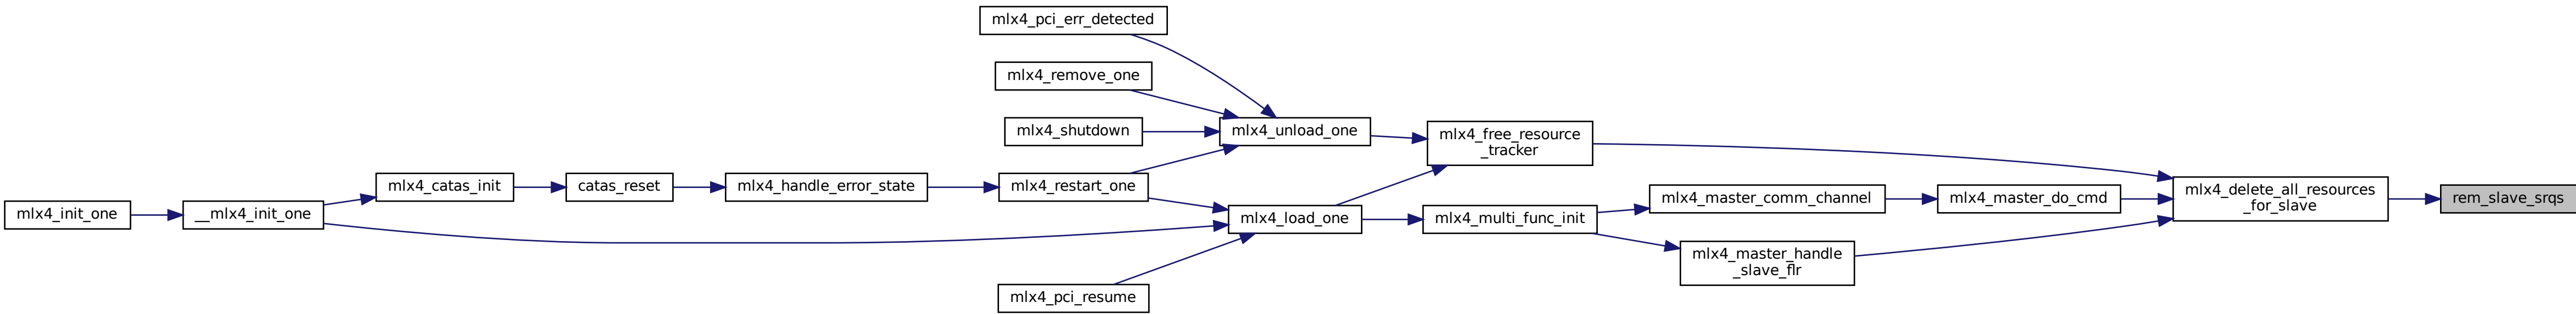 mlx4_pci_err_detected
mlx4_remove_one
mlx4_shutdown
mlx4_unload_one
mlx4_free_resource
_tracker
mlx4_catas_init
catas_reset
mlx4_handle_error_state
mlx4_restart_one
mlx4_delete_all_resources
_for_slave
mlx4_init_one
__mlx4_init_one
mlx4_load_one
mlx4_multi_func_init
mlx4_master_comm_channel
mlx4_master_do_cmd
rem_slave_srqs
mlx4_master_handle
_slave_flr
mlx4_pci_resume